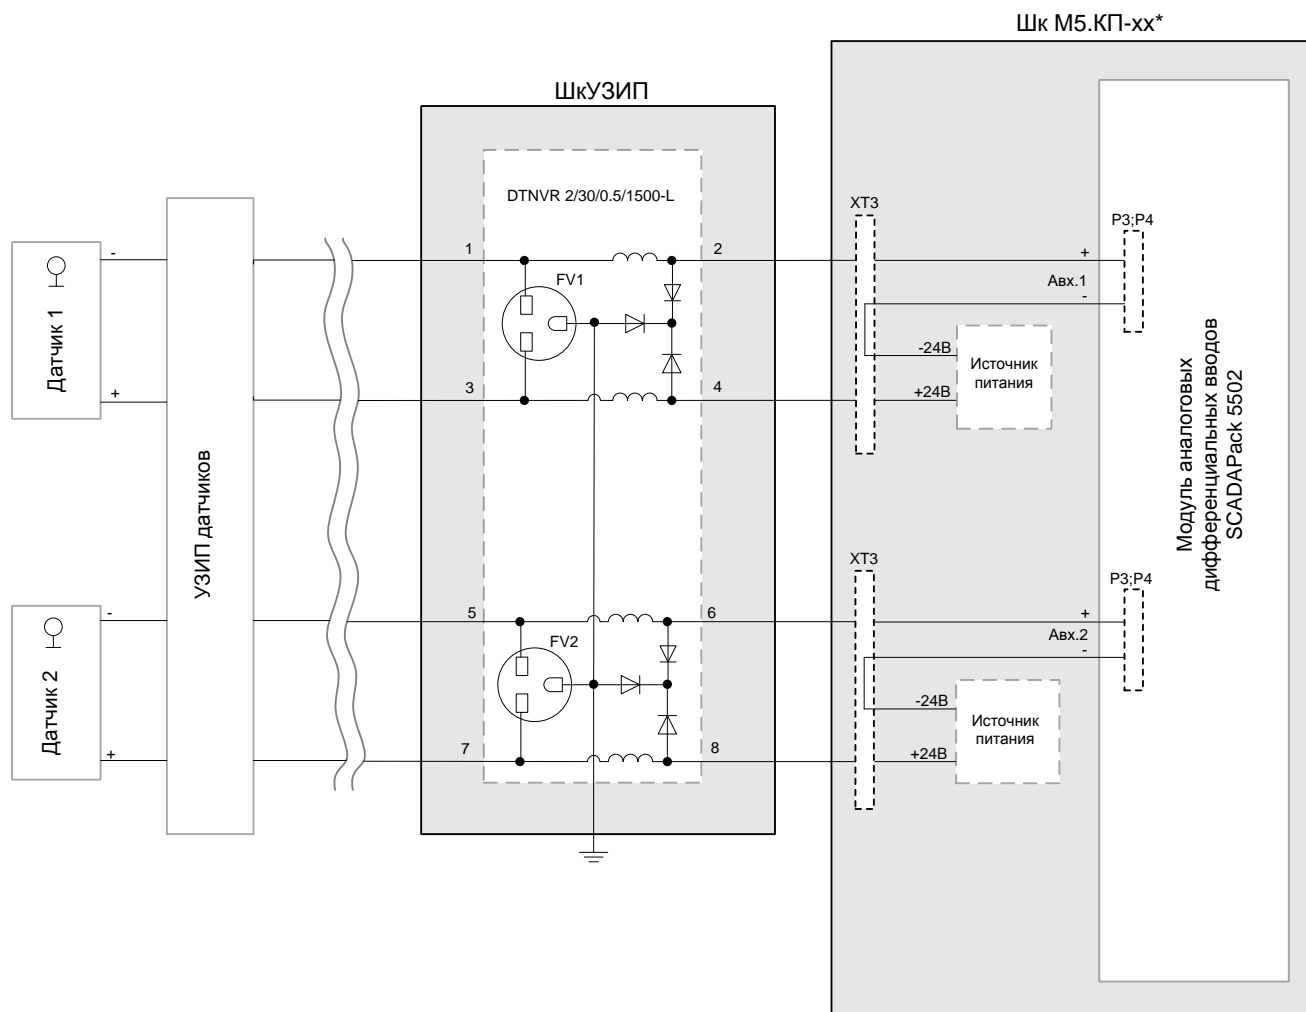 Шк М5.КП-хх*
ШкУЗИП
DTNVR 2/30/0.5/1500-L
XT3
P3;P4
1
2
FV1
3
4
-
+
Датчик 1
+
Авх.1
-
-24В
+24В
Источник
питания
УЗИП датчиков
Модуль аналоговых
дифференциальных вводов
SCADAPack 5502
XT3
P3;P4
5
6
FV2
7
8
-
+
Датчик 2
+
Авх.2
-
-24В
+24В
Источник
питания